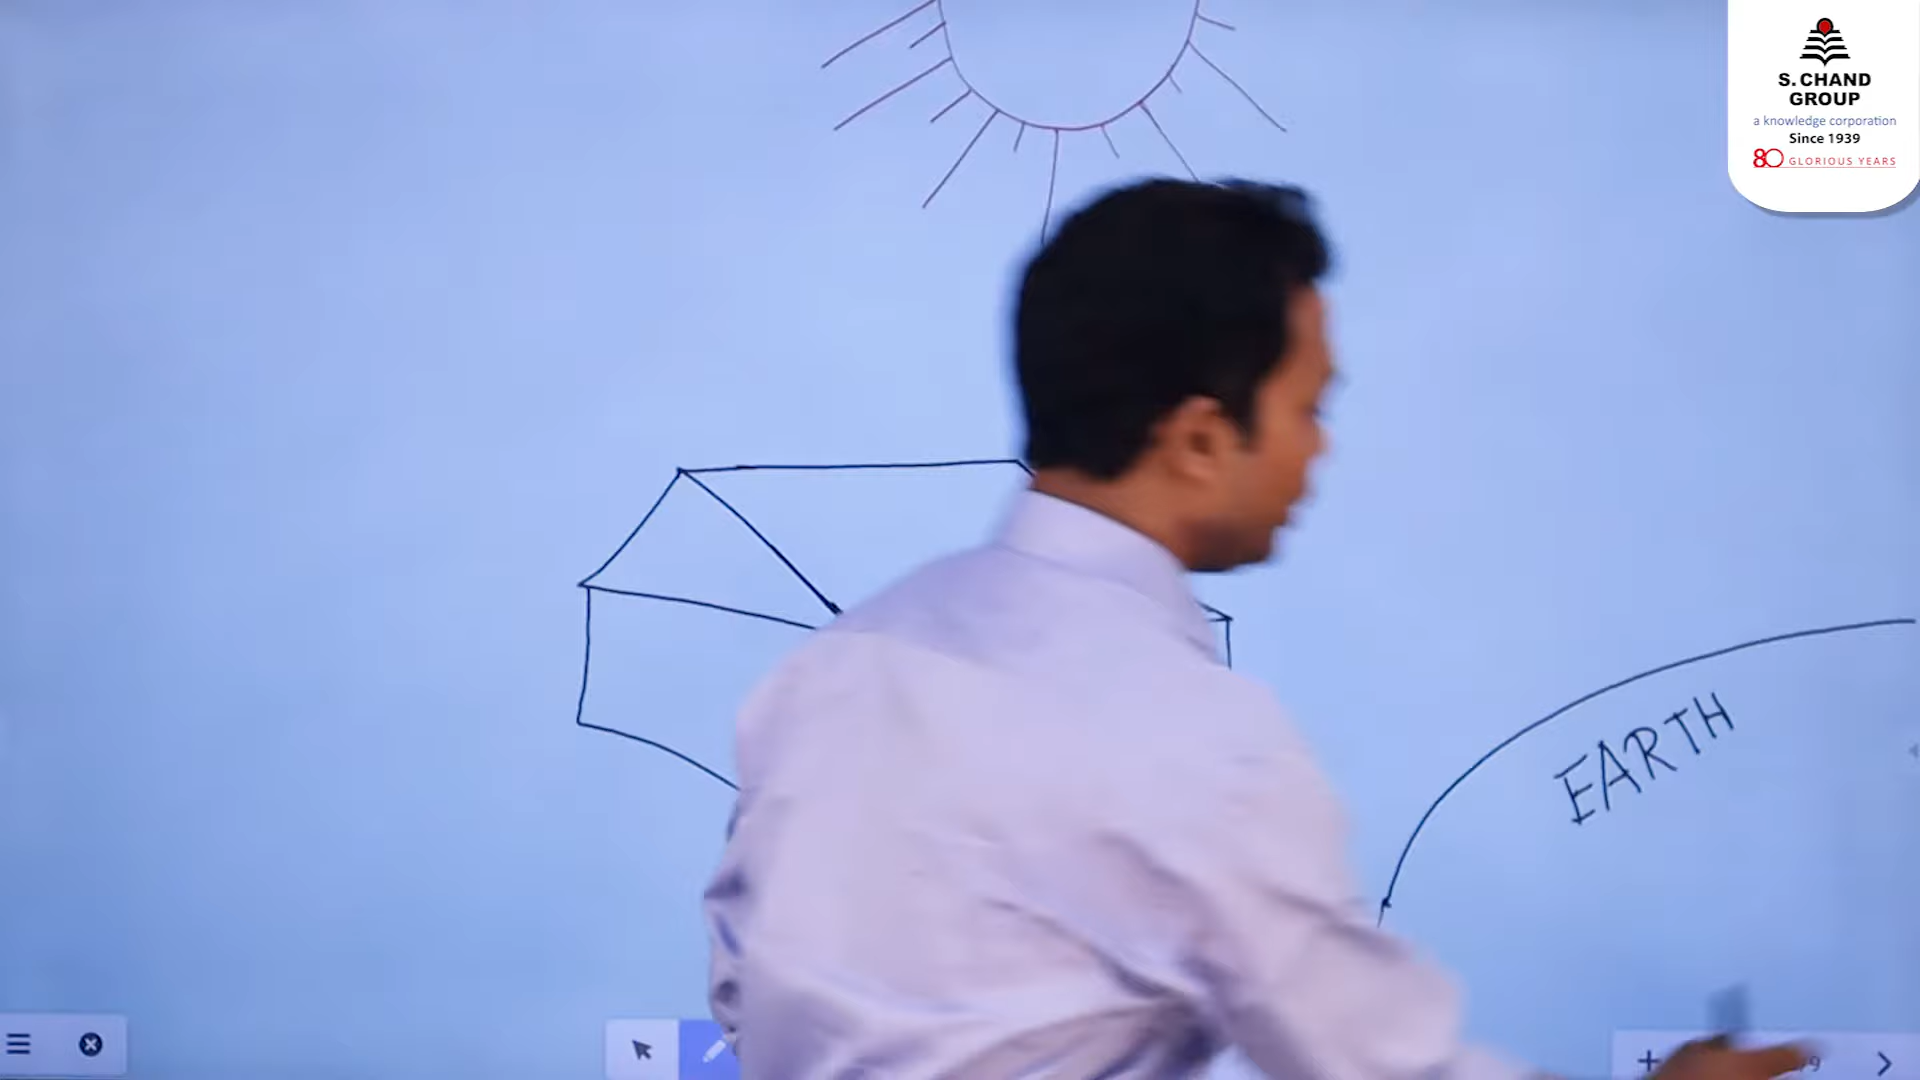 S. CHAND
GROUP
a knowledge corporation
Since 1939
80 GLORIOUS YEARS
EARTH